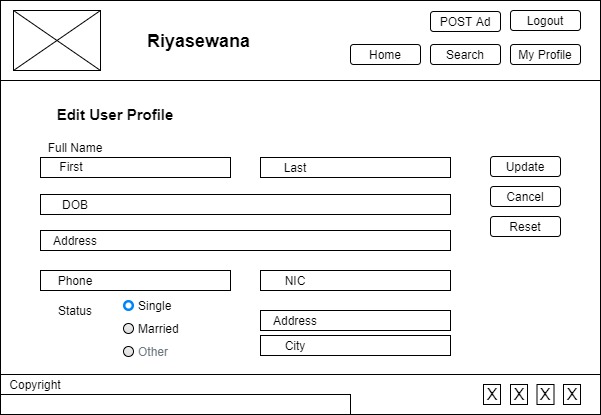 POST Ad
Logout
Riyasewana
Home
Search
My Profile
Edit User Profile
Full Name
First
Last
Update
DOB
Cancel
Address
Reset
Phone
NIC
Status
Single
Married
Other
Address
City
Copyright
X X X X